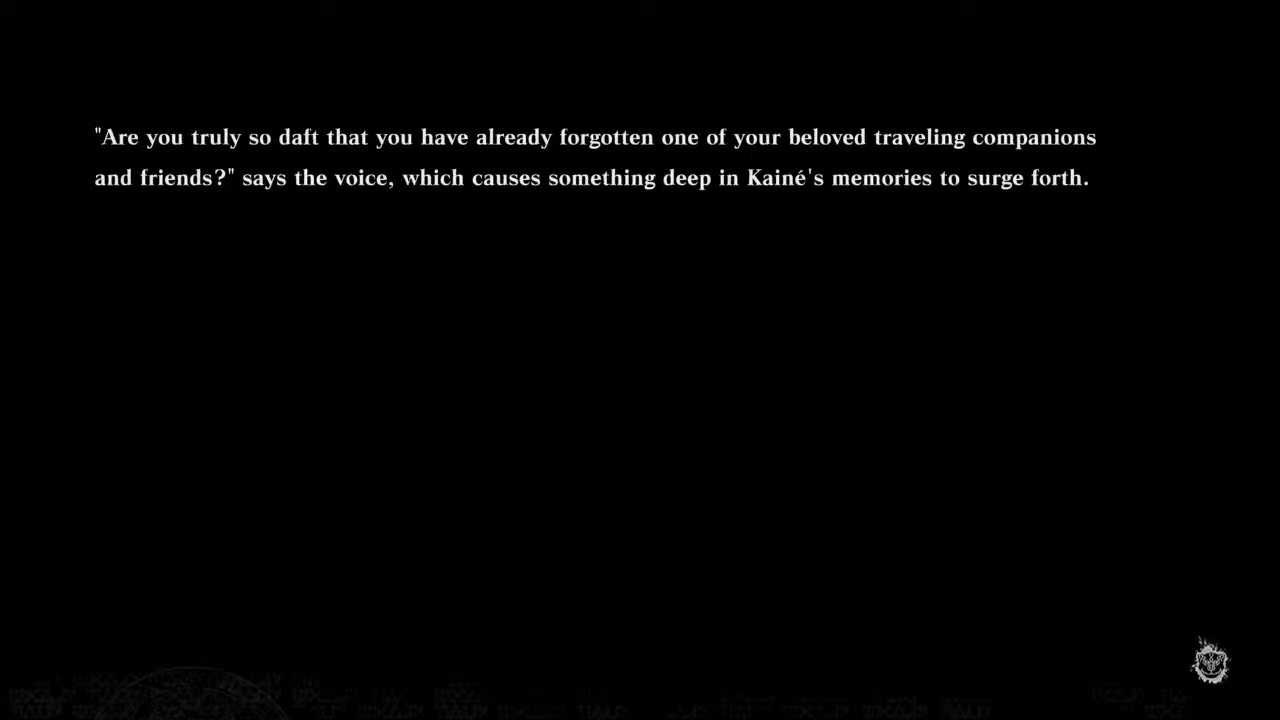 "Are you truly so daft that you have already forgotten one of your beloved traveling companions
and friends?" says the voice, which causes something deep in Kainé's memories to surge forth.